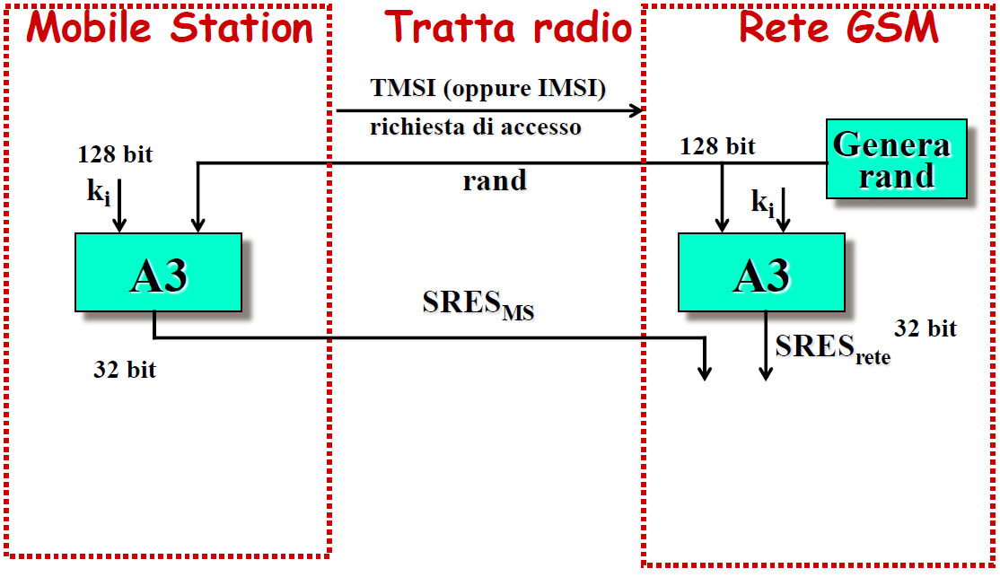 Mobile Station
Tratta radio
Rete GSM
TMSI (oppure IMSI)
richiesta di accesso
128 bit
ki
rand
128 bit
ki
Genera
rand
A3
A3
SRESMS
32 bit
SRESrete
32 bit